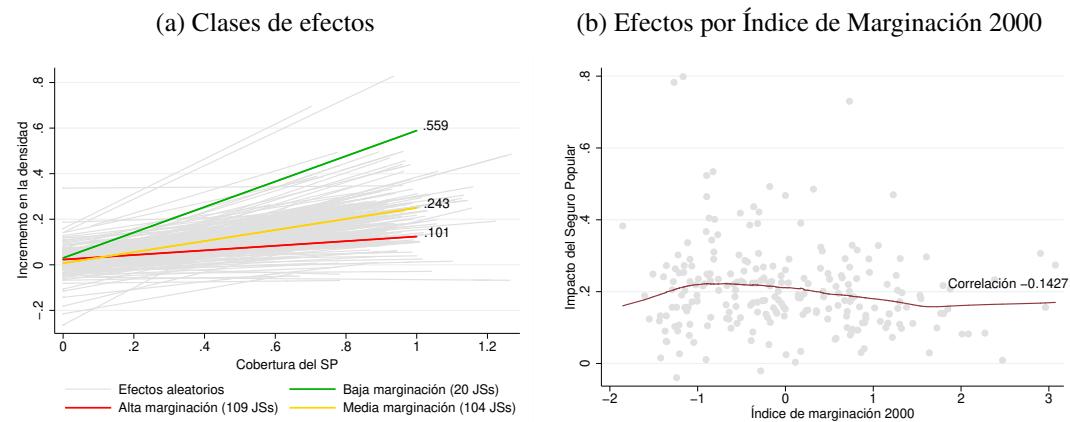 (a) Clases de efectos
.8
.6
.4
.2
0
-.2
Incremento en la densidad
.559
.243
.101
0 .2 .4 .6 .8 1 1.2
Cobertura del SP
Efectos aleatorios
Baja marginación (20 JSs)
Alta marginación (109 JSs)
Media marginación (104 JSs)
(b) Efectos por Índice de Marginación 2000
.8
.6
.4
.2
0
Impacto del Seguro Popular
Correlación −0.1427
−2 −1 0 1 2 3
Índice de marginación 2000